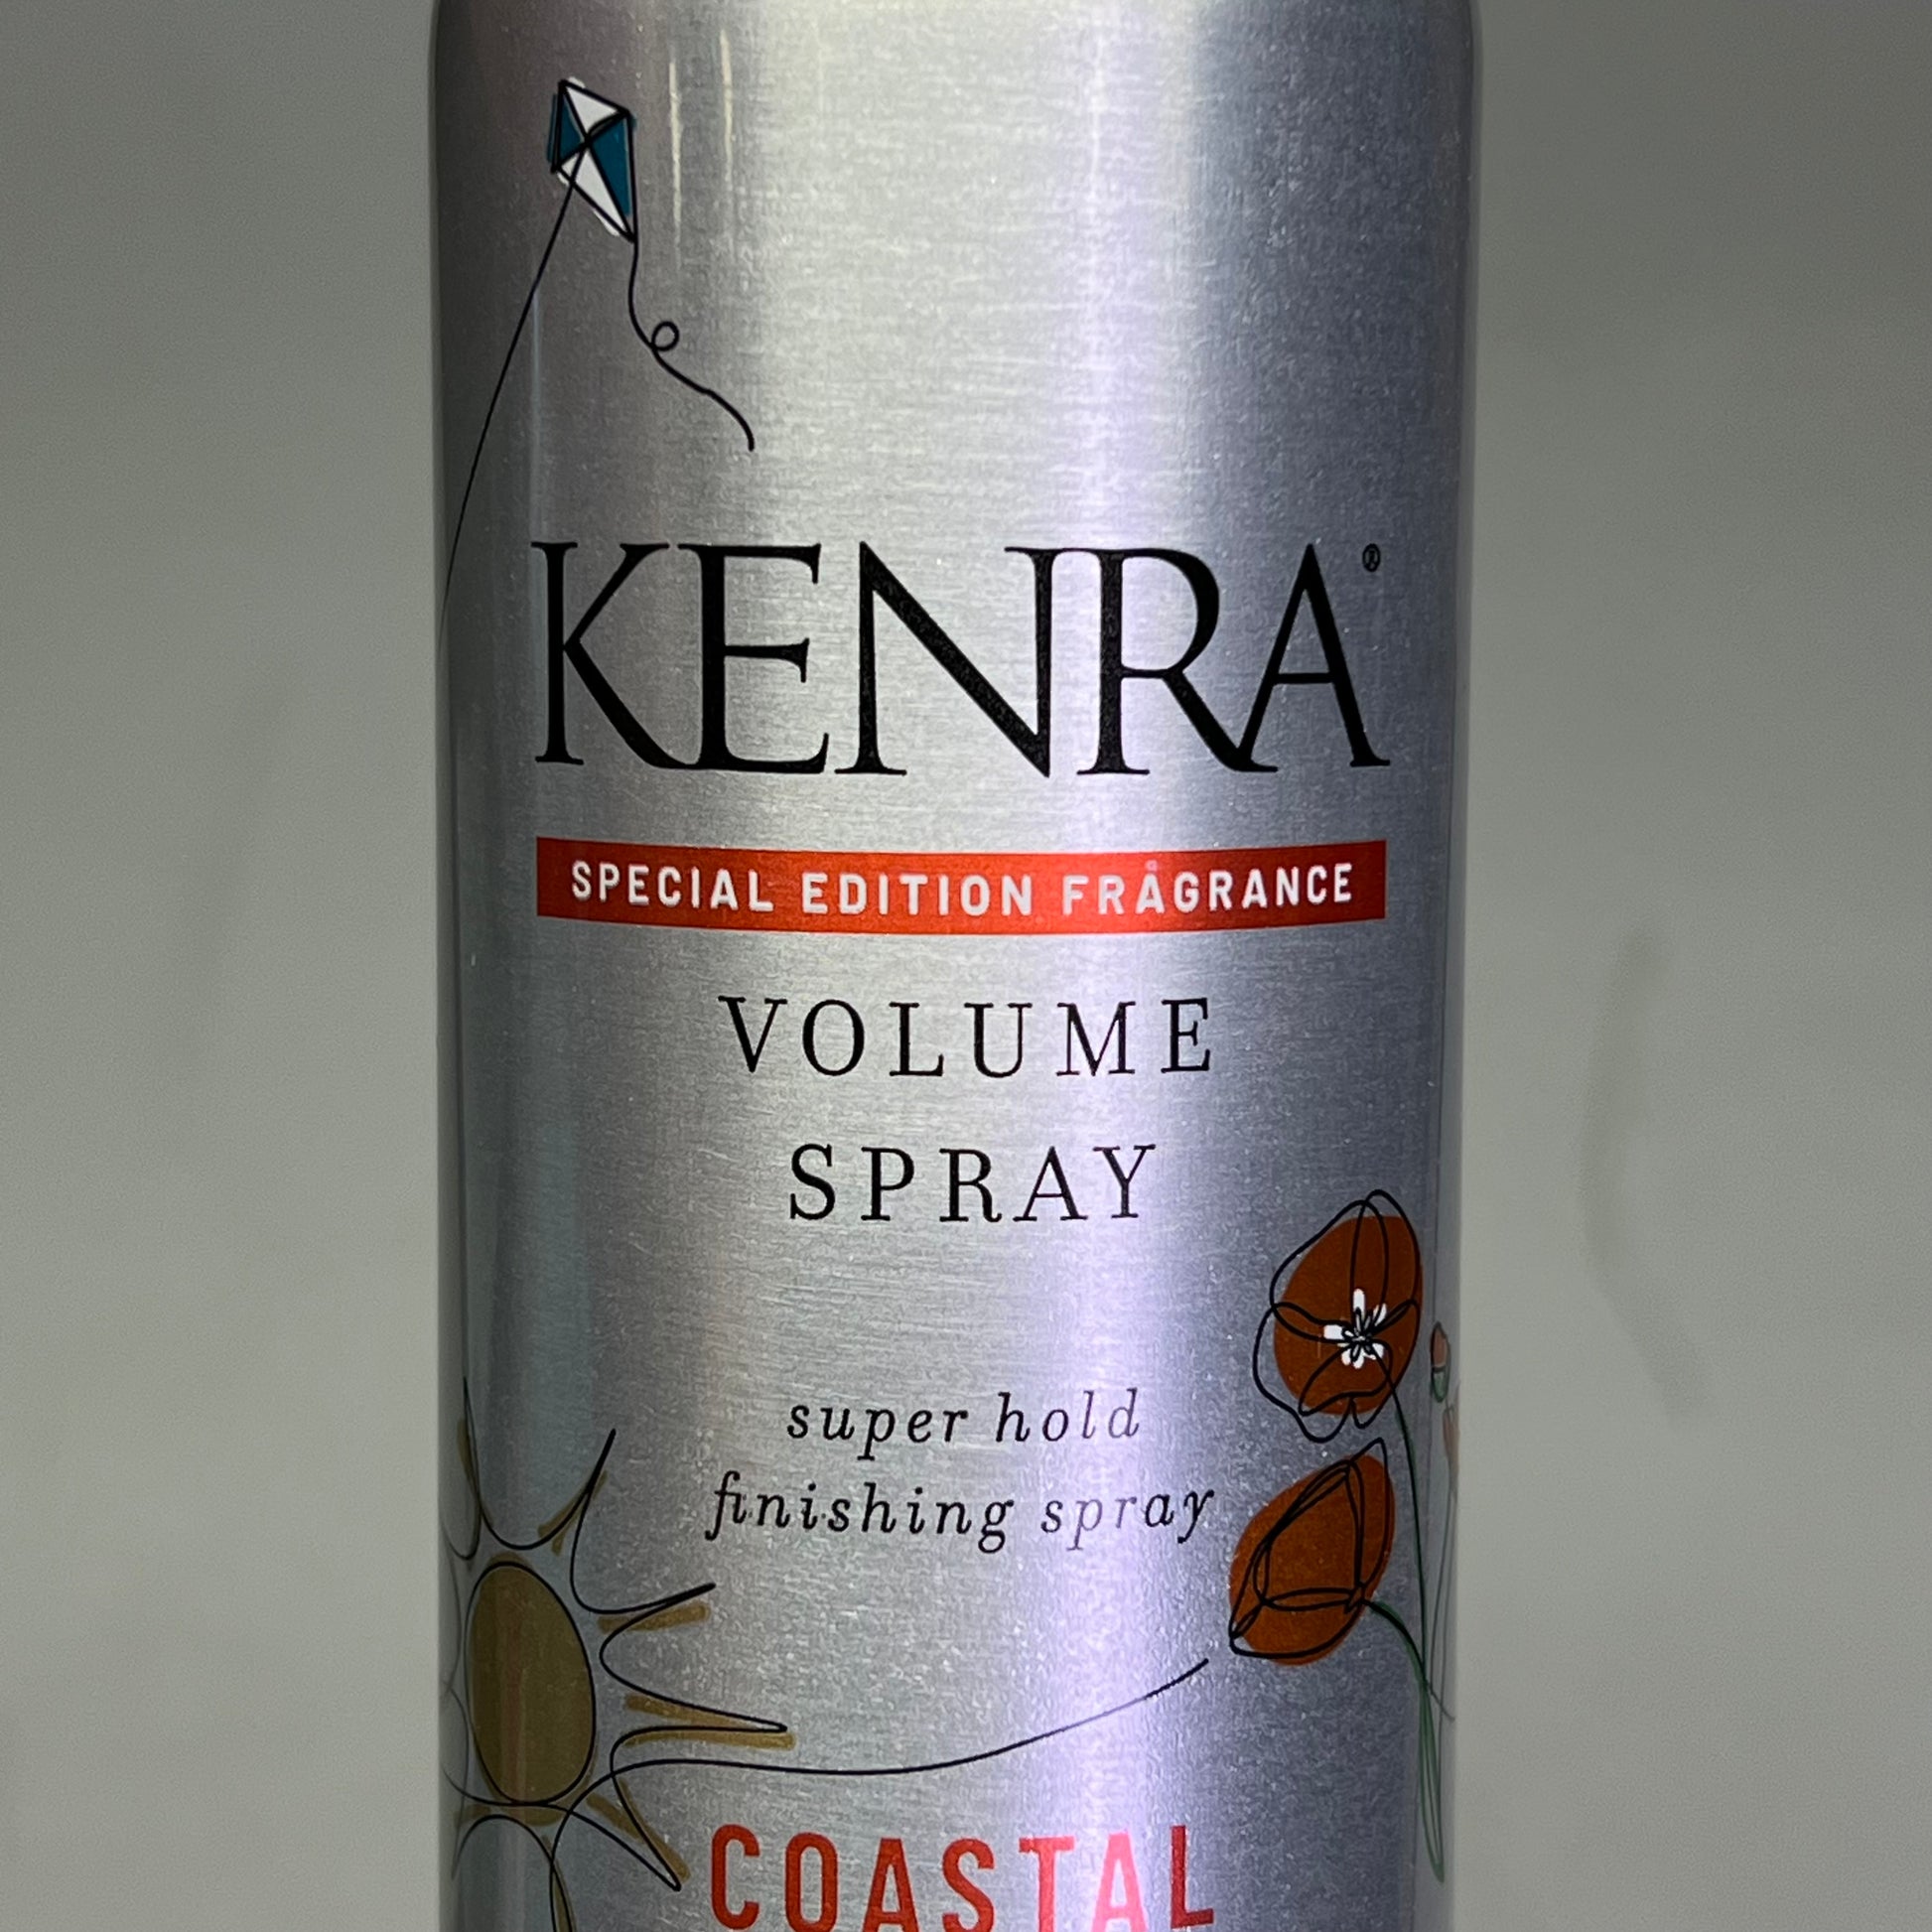 KENRA®
SPECIAL EDITION FRAGRANCE
VOLUME
SPRAY
super hold
finishing spray
COASTAL